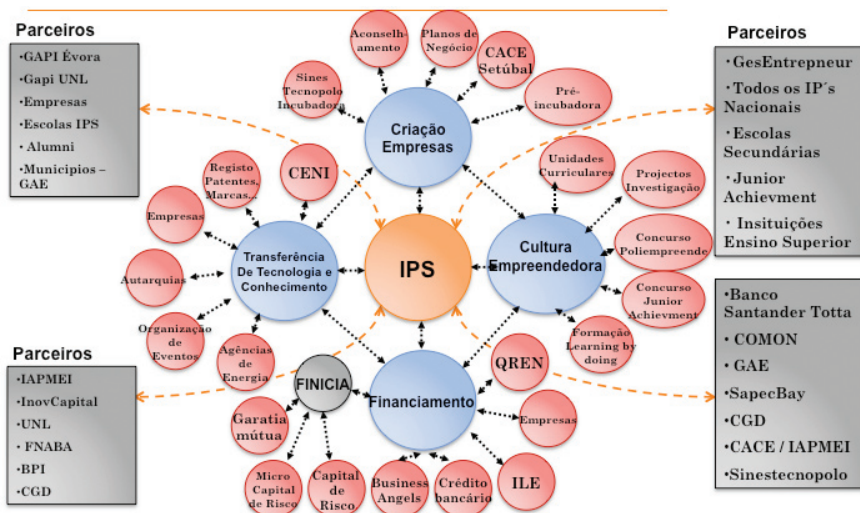 Parceiros
•GAPI Évora
•Gapi UNL
•Empresas
•Escolas IPS
• Alumni
•Municipios –
GAE
Aconselh-
amento
Planos de
Negócio
CACE
Setúbal
Sines
Tecnopolo
Incubadora
Pré-
incubadora
Criação
Empresas
Parceiros
• GesEntrepneur
• Todos os IP´s
Nacionais
• Escolas
Secundárias
• Junior
Achievment
• Insituições
Ensino Superior
Registo
Patentes,
Marcas...
CENI
Empresas
Autarquias
Organização
de Eventos
Agências
de
Energia
Transferência
De Tecnologia e
Conhecimento
IPS
Cultura
Empreendedora
Unidades
Curriculares
Projectos
Investigação
Concurso
Poliempreende
Concurso
Junior
Achievment
Formação
Learning by
doing
Parceiros
•IAPMEI
•InovCapital
•UNL
• FNABA
•BPI
•CGD
FINICIA
Garatia
mútua
Micro
Capital
de Risco
Capital
de
Risco
Financiamento
QREN
Empresas
Business
Angels
Crédito
bancário
ILE
•Banco
Santander Totta
• COMON
• GAE
•SapecBay
•CGD
•CACE / IAPMEI
•Sinestecnopolo